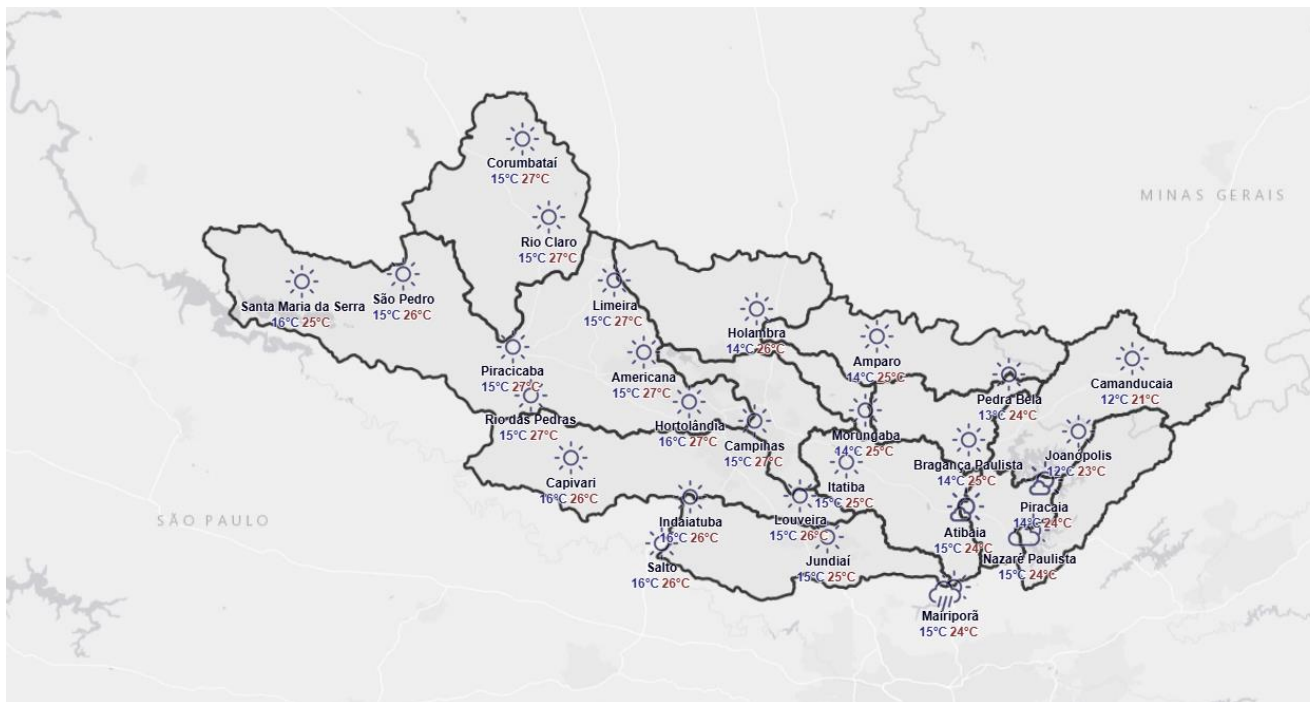 Corumbataí
15°C 27°C
MINAS GERAIS
Rio Claro
15°C 27°C
Santa Maria da Serra
16°C 25°C
São Pedro
15°C 26°C
Limeira
15°C 27°C
Holambra
14°C 26°C
Amparo
14°C 25°C
Piracicaba
15°C 27°C
Americana
15°C 27°C
Pedra Bela
13°C 24°C
Camanducaia
12°C 21°C
Rio das Pedras
15°C 27°C
Hortolândia
16°C 27°C
Campinas
15°C 27°C
Morungaba
14°C 25°C
Bragança Paulista
14°C 25°C
Joanópolis
12°C 23°C
Capivari
16°C 26°C
Itatiba
15°C 25°C
Piracaia
14°C 24°C
SÃO PAULO
Indaiatuba
16°C 26°C
Louveira
15°C 26°C
Atibaia
15°C 24°C
Salto
16°C 26°C
Jundiaí
15°C 25°C
Nazaré Paulista
15°C 24°C
Mairiporã
15°C 24°C